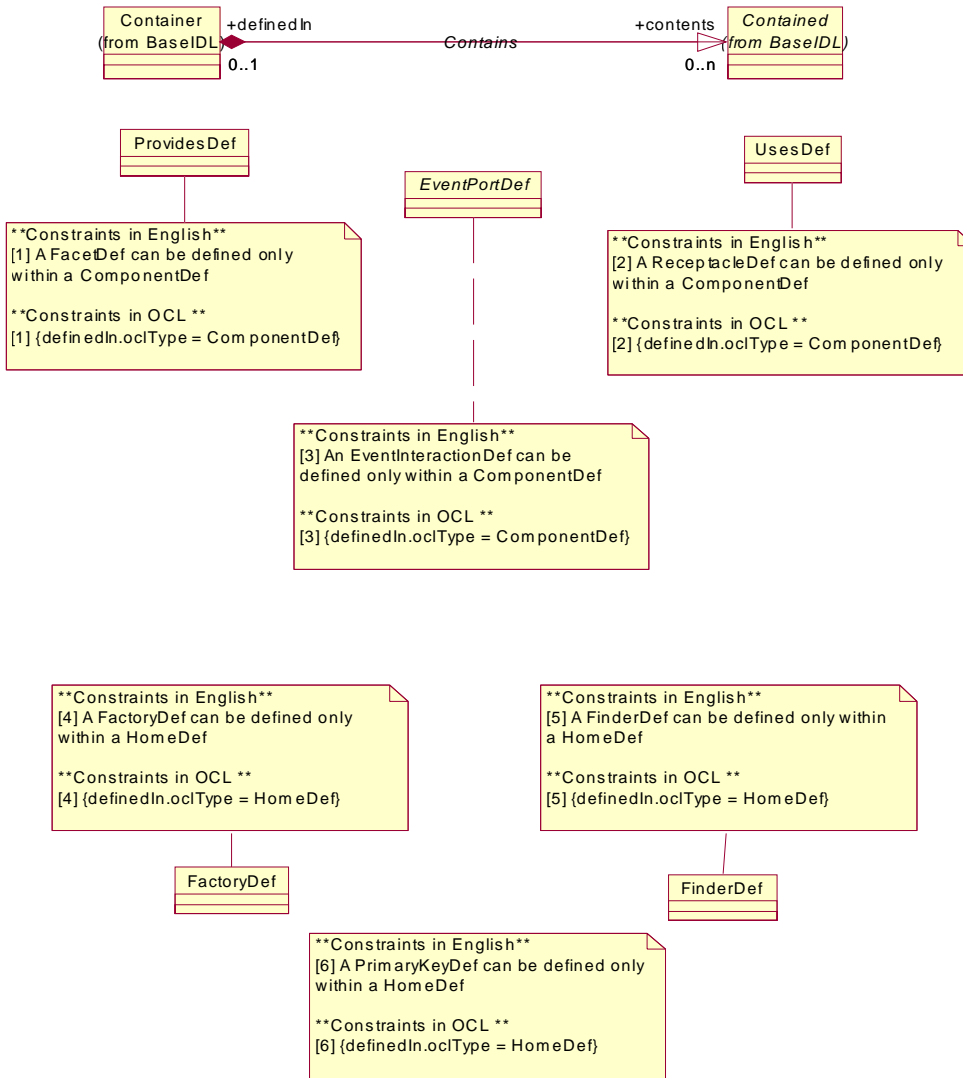 Container
(from BaseIDL)
+definedIn
Contains
+contents
Contained
(from BaseIDL)
0..1
0..n
ProvidesDef
EventPortDef
UsesDef
**Constraints in English**
[1] A FacetDef can be defined only
within a ComponentDef
**Constraints in OCL **
[1] {definedIn.oclType = ComponentDef}
**Constraints in English**
[2] A ReceptacleDef can be defined only
within a ComponentDef
**Constraints in OCL **
[2] {definedIn.oclType = ComponentDef}
**Constraints in English**
[3] An EventInteractionDef can be
defined only within a ComponentDef
**Constraints in OCL **
[3] {definedIn.oclType = ComponentDef}
**Constraints in English**
[4] A FactoryDef can be defined only
within a HomeDef
**Constraints in OCL **
[4] {definedIn.oclType = HomeDef}
**Constraints in English**
[5] A FinderDef can be defined only within
a HomeDef
**Constraints in OCL **
[5] {definedIn.oclType = HomeDef}
FactoryDef
FinderDef
**Constraints in English**
[6] A PrimaryKeyDef can be defined only
within a HomeDef
**Constraints in OCL **
[6] {definedIn.oclType = HomeDef}